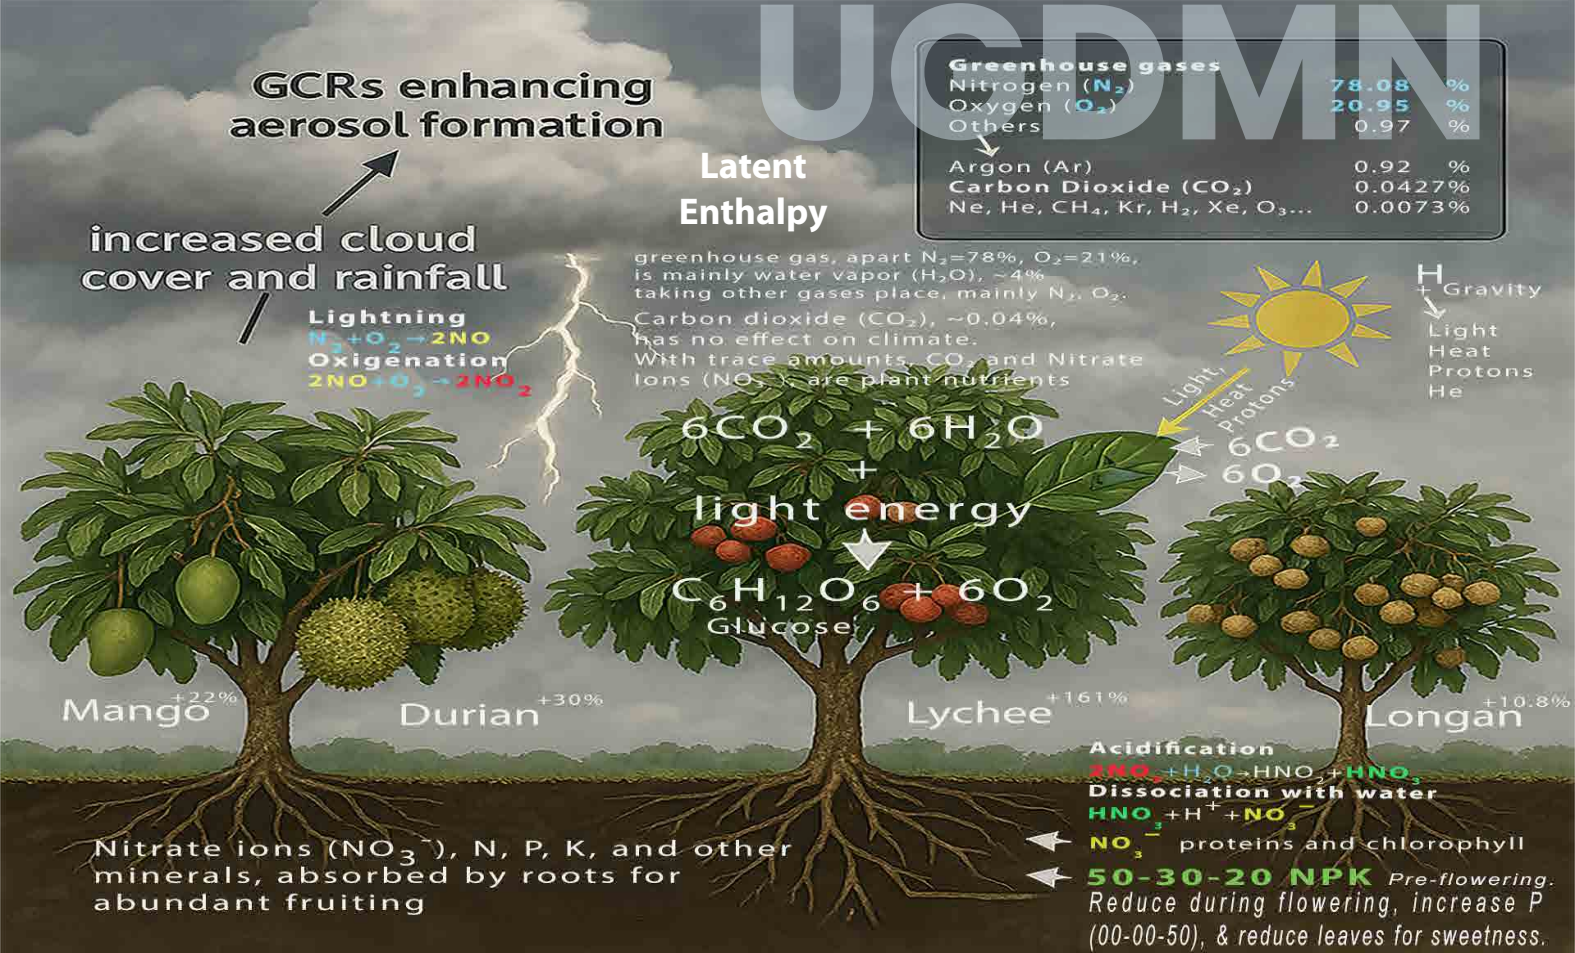 UCDMN
GCRs enhancing
aerosol formation
increased cloud
cover and rainfall
Latent
Enthalpy
Greenhouse gases
Nitrogen (N₂) 78.08 %
Oxygen (O₂) 20.95 %
Others 0.97 %
Argon (Ar) 0.92 %
Carbon Dioxide (CO₂) 0.0427%
Ne, He, CH₄, Kr, H₂, Xe, O₃... 0.0073%
greenhouse gas, apart N₂=78%, O₂=21%,
is mainly water vapor (H₂O), ~4%
taking other gases place, mainly N₂, O₂.
Carbon dioxide (CO₂), ~0.04%,
has no effect on climate.
With trace amounts, CO₂ and Nitrate
Ions (NO₃⁻), are plant nutrients
Lightning
N₂+O₂→2NO
Oxigenation
2NO+O₂→2NO₂
H
+ Gravity
Light
Heat
Protons
He
Light,
Heat
Protons
6CO₂
6O₂
6CO₂ + 6H₂O
+
light energy
C₆H₁₂O₆ + 6O₂
Glucose
Mango +22%
Durian +30%
Lychee +161%
Longan +10.8%
Acidification
2NO₂+H₂O→HNO₂+HNO₃
Dissociation with water
HNO₃+H⁺+NO₃⁻
NO₃⁻ proteins and chlorophyll
50-30-20 NPK Pre-flowering.
Reduce during flowering, increase P
(00-00-50), & reduce leaves for sweetness.
Nitrate ions (NO₃⁻), N, P, K, and other
minerals, absorbed by roots for
abundant fruiting